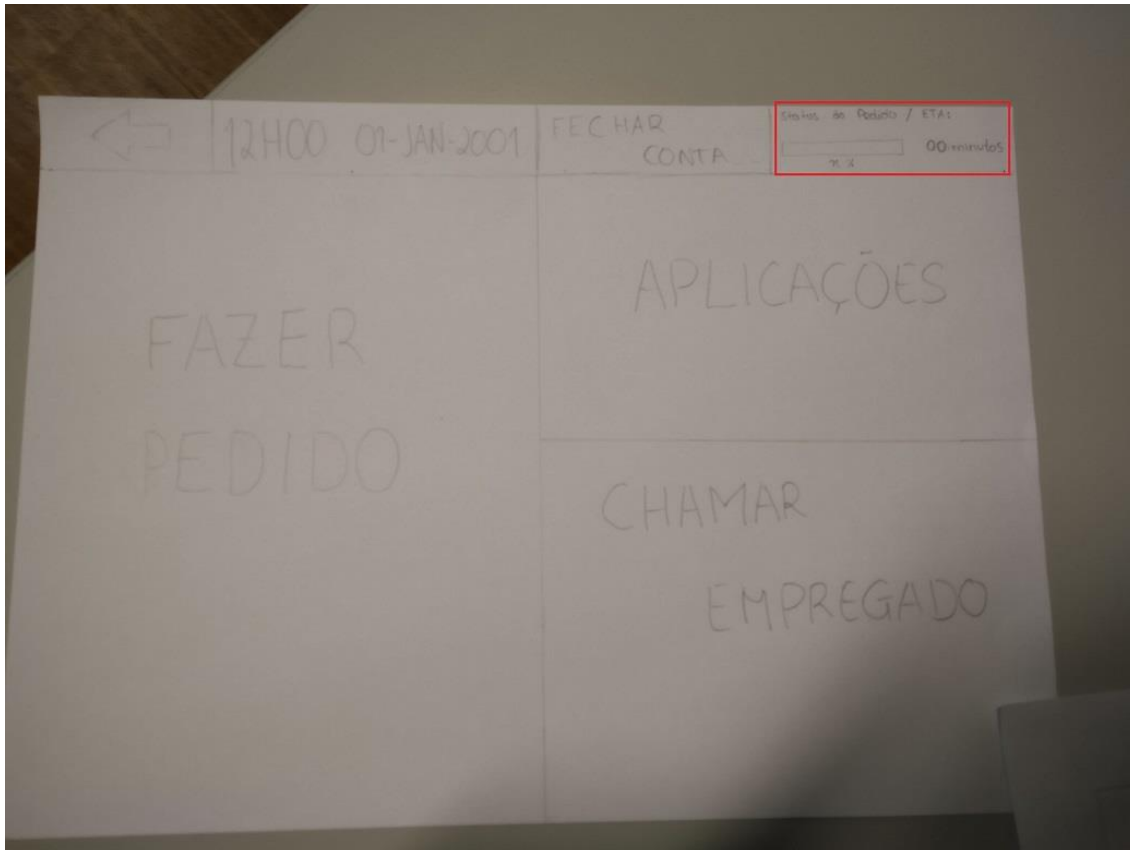 12H00 01-JAN-2001
FECHAR
CONTA
Status do Pedido / ETA:
00 minutos
FAZER
PEDIDO
APLICAÇÕES
CHAMAR
EMPREGADO